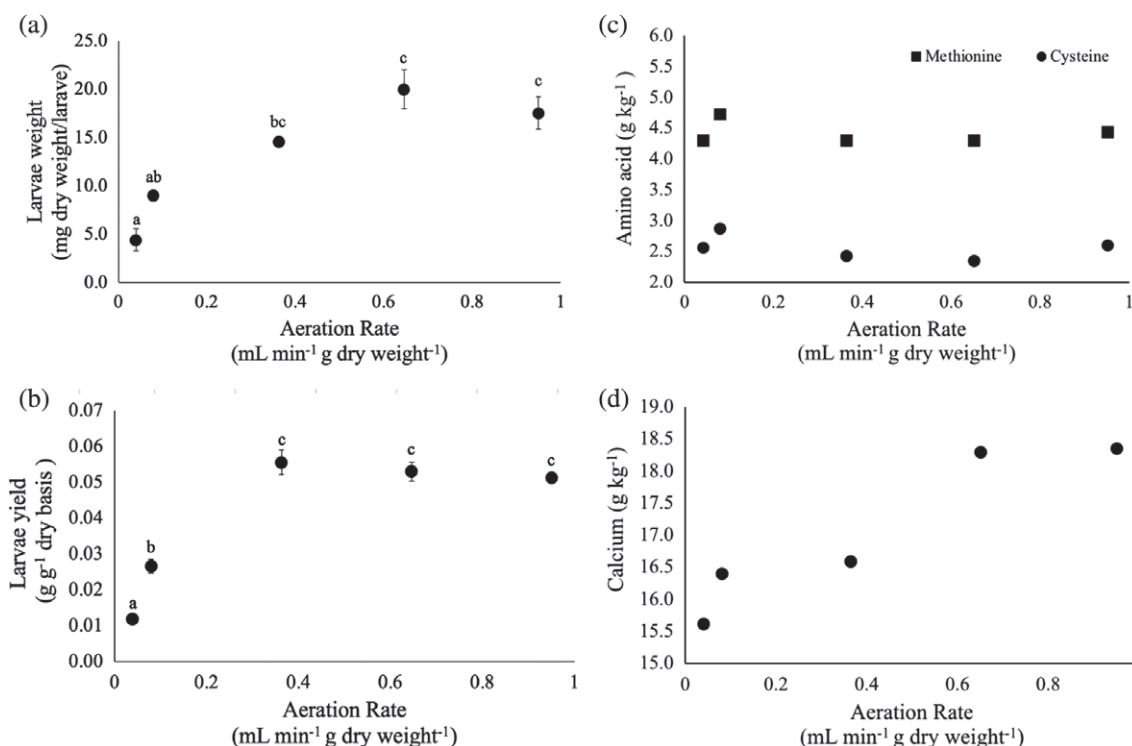 (a)
25.0
20.0
15.0
10.0
5.0
0.0
Larvae weight
(mg dry weight/larave)
a
ab
bc
c
c
0 0.2 0.4 0.6 0.8 1
Aeration Rate
(mL min⁻¹ g dry weight⁻¹)
(c)
6.0
5.5
5.0
4.5
4.0
3.5
3.0
2.5
2.0
Amino acid (g kg⁻¹)
Methionine Cysteine
0 0.2 0.4 0.6 0.8 1
Aeration Rate
(mL min⁻¹ g dry weight⁻¹)
(b)
0.07
0.06
0.05
0.04
0.03
0.02
0.01
0.00
Larvae yield
(g g⁻¹ dry basis )
a
b
c
c
c
0 0.2 0.4 0.6 0.8 1
Aeration Rate
(mL min⁻¹ g dry weight⁻¹)
(d)
19.0
18.5
18.0
17.5
17.0
16.5
16.0
15.5
15.0
Calcium (g kg⁻¹)
0 0.2 0.4 0.6 0.8
Aeration Rate
(mL min⁻¹ g dry weight⁻¹)